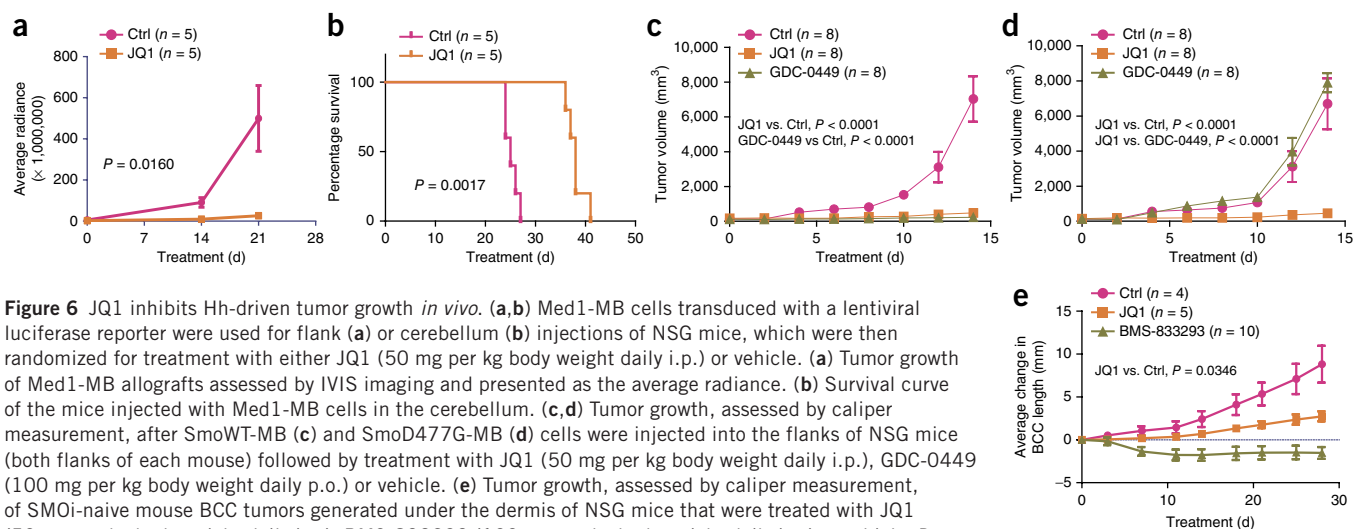 a
Ctrl (n = 5)
JQ1 (n = 5)
Average radiance
(× 1,000,000)
800
600
400
200
0
P = 0.0160
0 7 14 21 28
Treatment (d)
b
Ctrl (n = 5)
JQ1 (n = 5)
Percentage survival
100
50
0
P = 0.0017
0 10 20 30 40 50
Treatment (d)
c
Ctrl (n = 8)
JQ1 (n = 8)
GDC-0449 (n = 8)
Tumor volume (mm³)
10,000
8,000
6,000
4,000
2,000
0
JQ1 vs. Ctrl, P < 0.0001
GDC-0449 vs Ctrl, P < 0.0001
0 5 10 15
Treatment (d)
d
Ctrl (n = 8)
JQ1 (n = 8)
GDC-0449 (n = 8)
Tumor volume (mm³)
10,000
8,000
6,000
4,000
2,000
0
JQ1 vs. Ctrl, P < 0.0001
JQ1 vs. GDC-0449, P < 0.0001
0 5 10 15
Treatment (d)
e
Ctrl (n = 4)
JQ1 (n = 5)
BMS-833293 (n = 10)
Average change in
BCC length (mm)
15
10
5
0
–5
JQ1 vs. Ctrl, P = 0.0346
0 10 20 30
Treatment (d)
Figure 6 JQ1 inhibits Hh-driven tumor growth in vivo. (a,b) Med1-MB cells transduced with a lentiviral
luciferase reporter were used for flank (a) or cerebellum (b) injections of NSG mice, which were then
randomized for treatment with either JQ1 (50 mg per kg body weight daily i.p.) or vehicle. (a) Tumor growth
of Med1-MB allografts assessed by IVIS imaging and presented as the average radiance. (b) Survival curve
of the mice injected with Med1-MB cells in the cerebellum. (c,d) Tumor growth, assessed by caliper
measurement, after SmoWT-MB (c) and SmoD477G-MB (d) cells were injected into the flanks of NSG mice
(both flanks of each mouse) followed by treatment with JQ1 (50 mg per kg body weight daily i.p.), GDC-0449
(100 mg per kg body weight daily p.o.) or vehicle. (e) Tumor growth, assessed by caliper measurement,
of SMOi-naive mouse BCC tumors generated under the dermis of NSG mice that were treated with JQ1